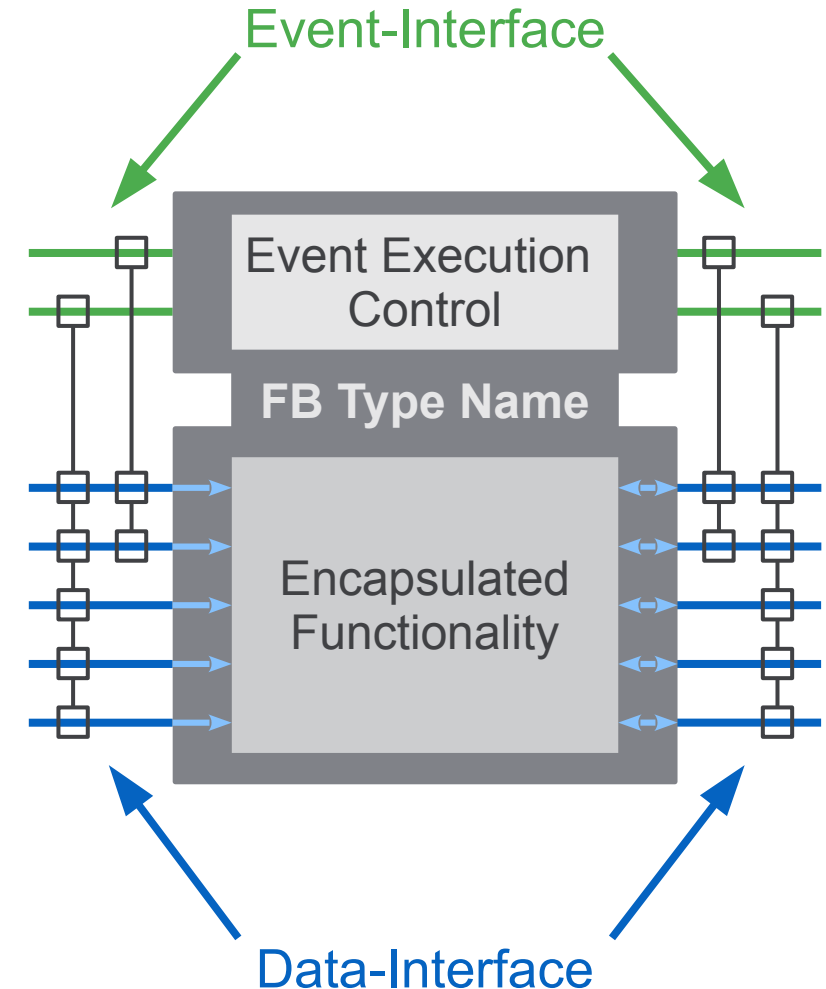 Event-Interface
Event Execution
Control
FB Type Name
Encapsulated
Functionality
Data-Interface